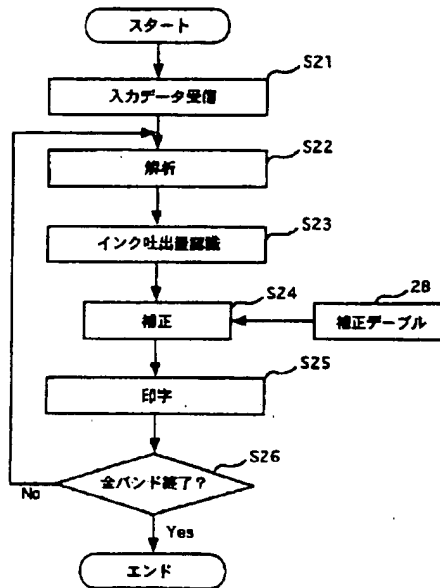 スタート
S21
入力データ受信
S22
解析
S23
インク吐出量認識
S24
28
補正
補正テーブル
S25
印字
S26
全バンド終了?
No
Yes
エンド